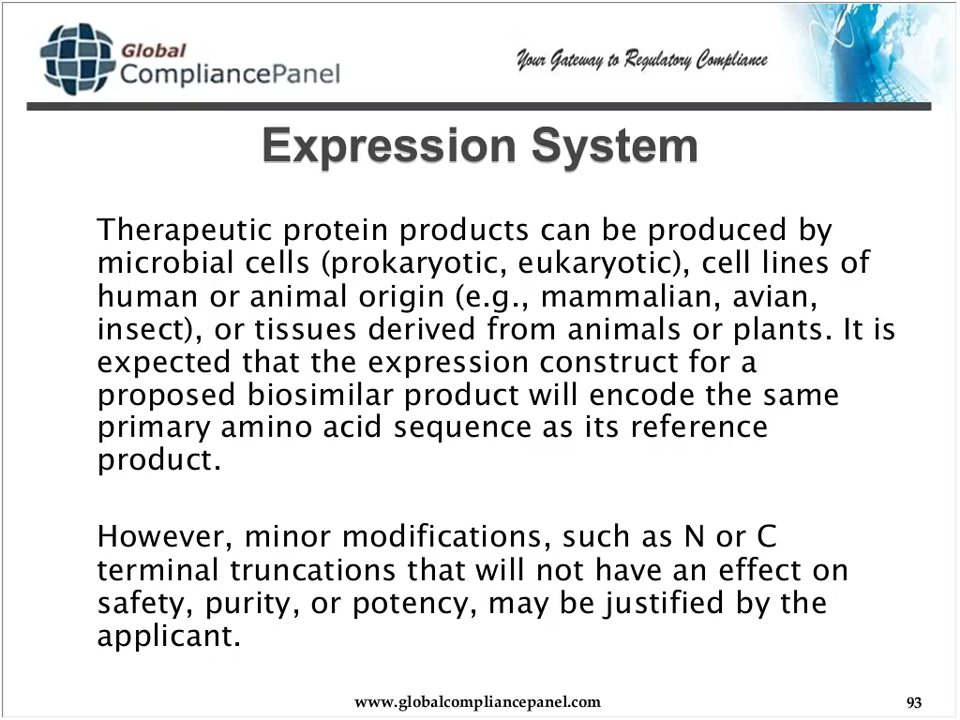 Global
CompliancePanel
Your Gateway to Regulatory Compliance
Expression System
Therapeutic protein products can be produced by
microbial cells (prokaryotic, eukaryotic), cell lines of
human or animal origin (e.g., mammalian, avian,
insect), or tissues derived from animals or plants. It is
expected that the expression construct for a
proposed biosimilar product will encode the same
primary amino acid sequence as its reference
product.
However, minor modifications, such as N or C
terminal truncations that will not have an effect on
safety, purity, or potency, may be justified by the
applicant.
www.globalcompliancepanel.com
93